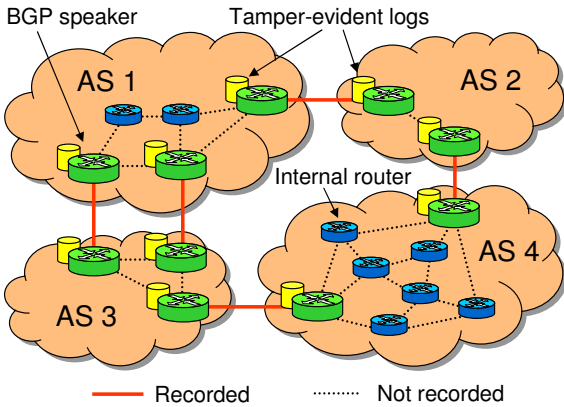 BGP speaker
Tamper-evident logs
AS 1
AS 2
Internal router
AS 4
AS 3
Recorded
Not recorded